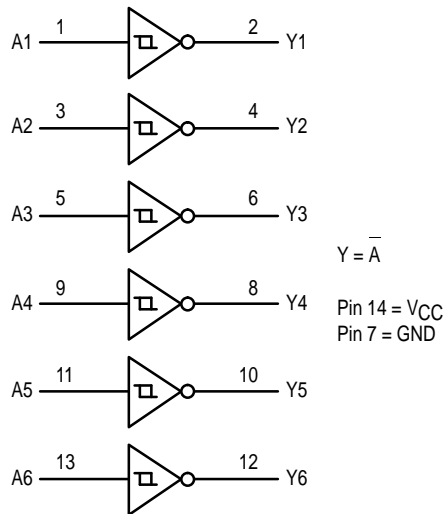 A1 1 2 Y1
A2 3 4 Y2
A3 5 6 Y3
Y = A̅
A4 9 8 Y4
Pin 14 = VCC
Pin 7 = GND
A5 11 10 Y5
A6 13 12 Y6